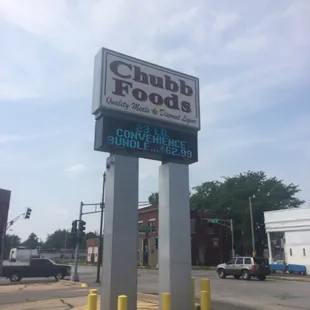 Chubb
Foods
Quality Meats & Discount Liquor
23 LB.
CONVENIENCE
BUNDLE...$62.99